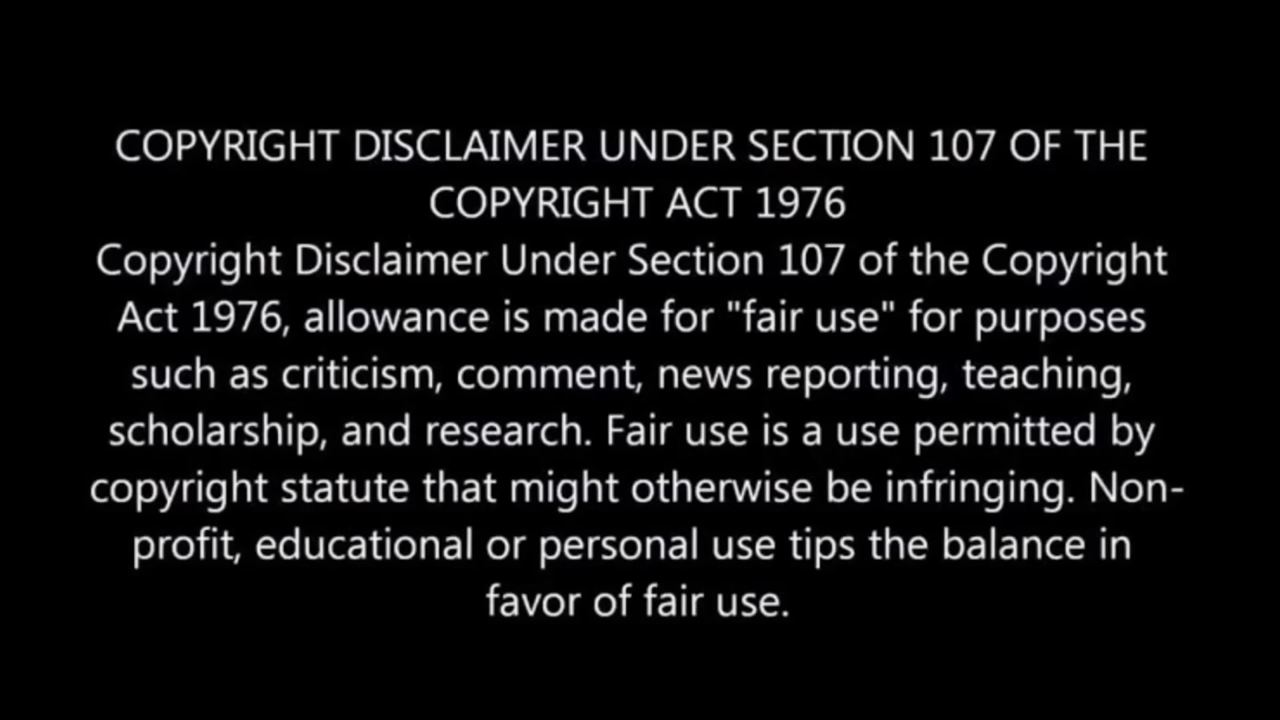 COPYRIGHT DISCLAIMER UNDER SECTION 107 OF THE
COPYRIGHT ACT 1976
Copyright Disclaimer Under Section 107 of the Copyright
Act 1976, allowance is made for "fair use" for purposes
such as criticism, comment, news reporting, teaching,
scholarship, and research. Fair use is a use permitted by
copyright statute that might otherwise be infringing. Non-
profit, educational or personal use tips the balance in
favor of fair use.